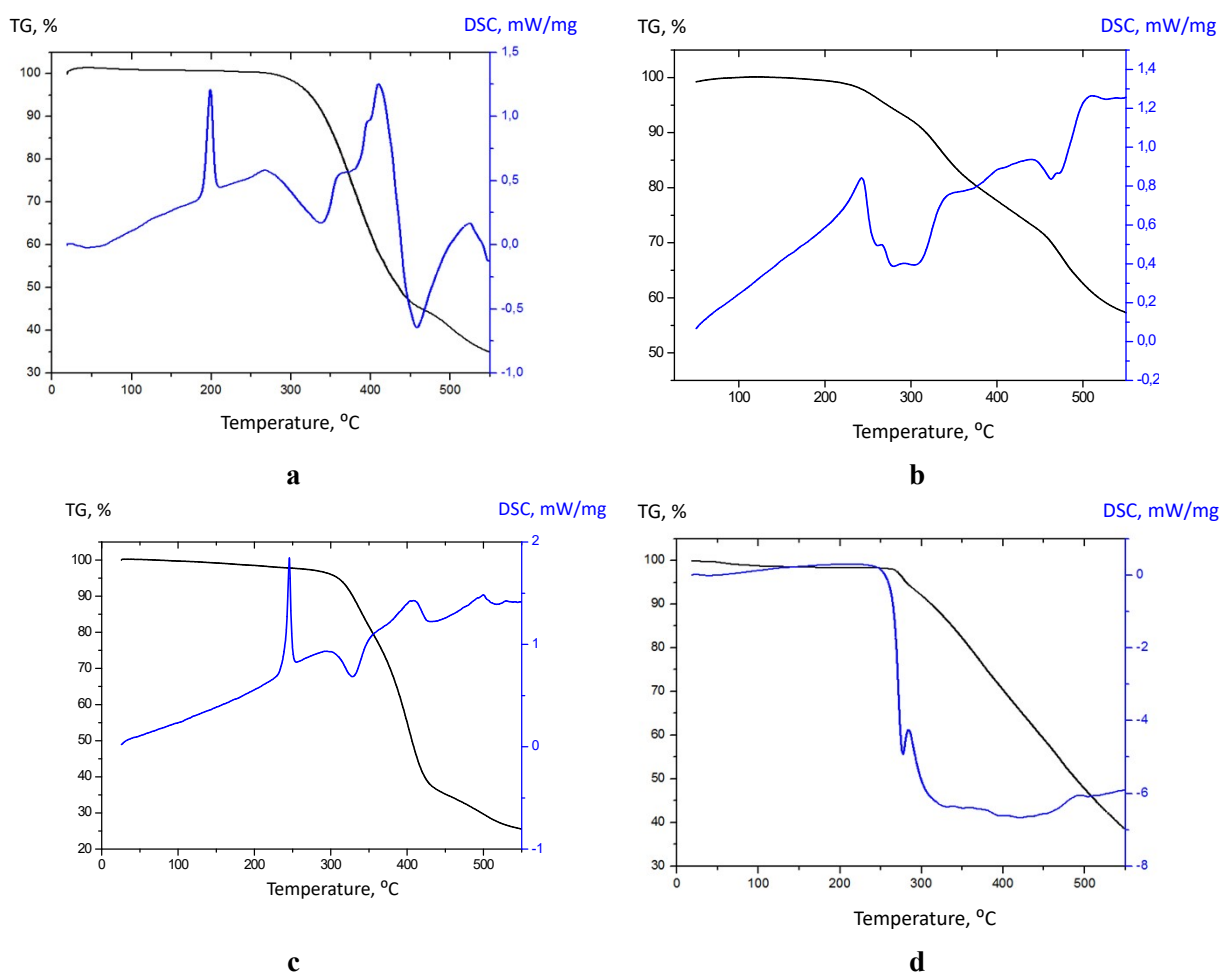 TG, % DSC, mW/mg
1,5
100
90 1,0
80
0,5
70
60 0,0
50
-0,5
40
30 -1,0
0 100 200 300 400 500
Temperature, ⁰C
a
TG, % DSC, mW/mg
1,4
100
1,2
90 1,0
80 0,8
70 0,6
0,4
60
0,2
50 0,0
-0,2
100 200 300 400 500
Temperature, ⁰C
b
TG, % DSC, mW/mg
2
100
90
80
1
70
60
50
0
40
30
20 -1
0 100 200 300 400 500
Temperature, ⁰C
c
TG, % DSC, mW/mg
100 0
90
80 -2
70
-4
60
50
-6
40
30 -8
0 100 200 300 400 500
Temperature, ⁰C
d